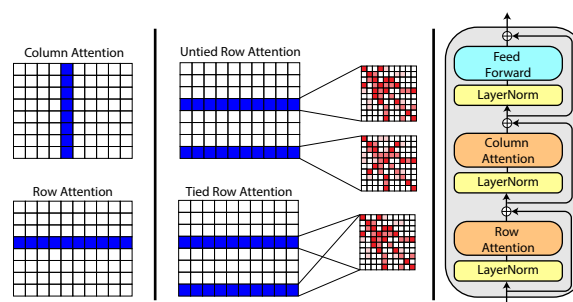 Column Attention
Row Attention
Untied Row Attention
Tied Row Attention
Feed
Forward
LayerNorm
Column
Attention
LayerNorm
Row
Attention
LayerNorm